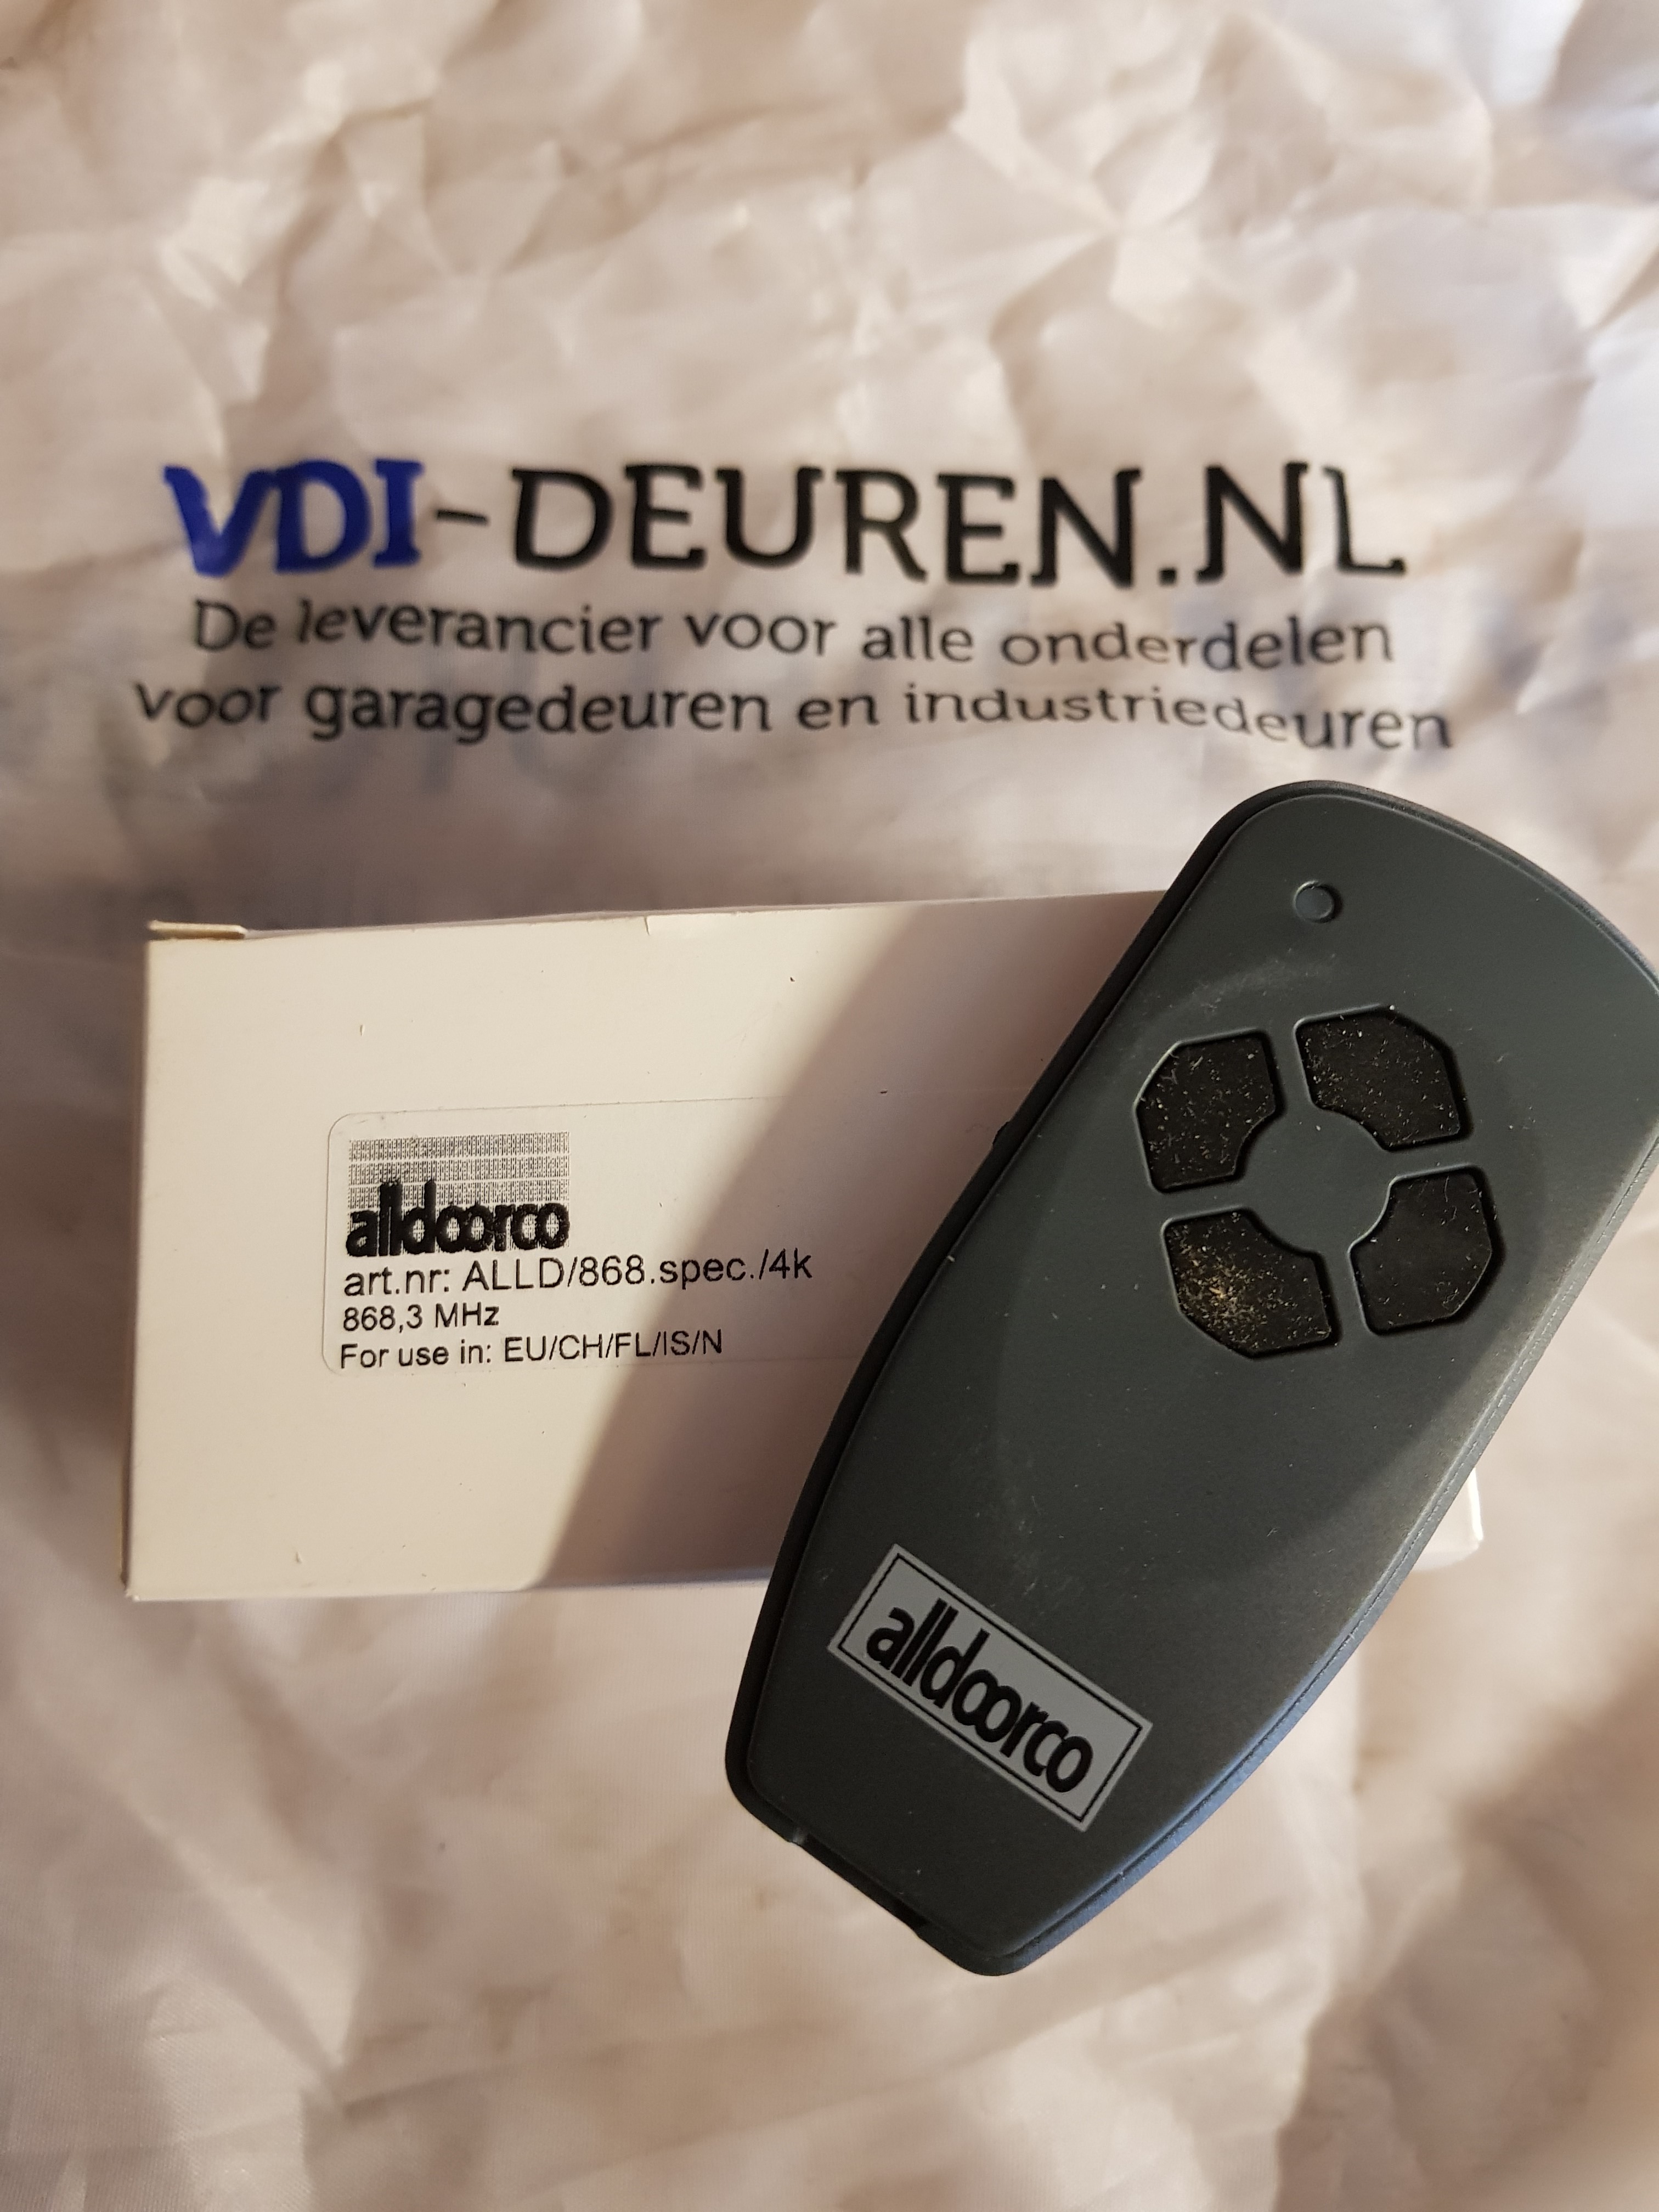 VDI-DEUREN.NL
De leverancier voor alle onderdelen
voor garagedeuren en industriedeuren
alldoorco
art.nr: ALLD/868.spec./4k
868,3 MHz
For use in: EU/CH/FL/IS/N
alldoorco